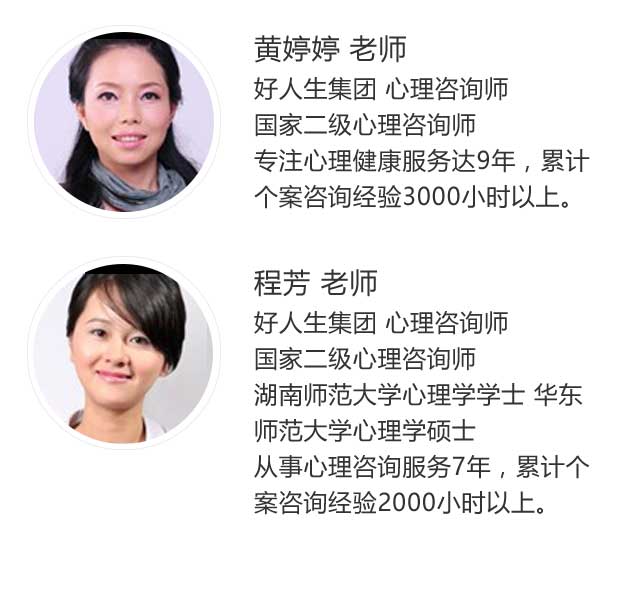 黄婷婷 老师
好人生集团 心理咨询师
国家二级心理咨询师
专注心理健康服务达9年，累计
个案咨询经验3000小时以上。
程芳 老师
好人生集团 心理咨询师
国家二级心理咨询师
湖南师范大学心理学学士 华东
师范大学心理学硕士
从事心理咨询服务7年，累计个
案咨询经验2000小时以上。